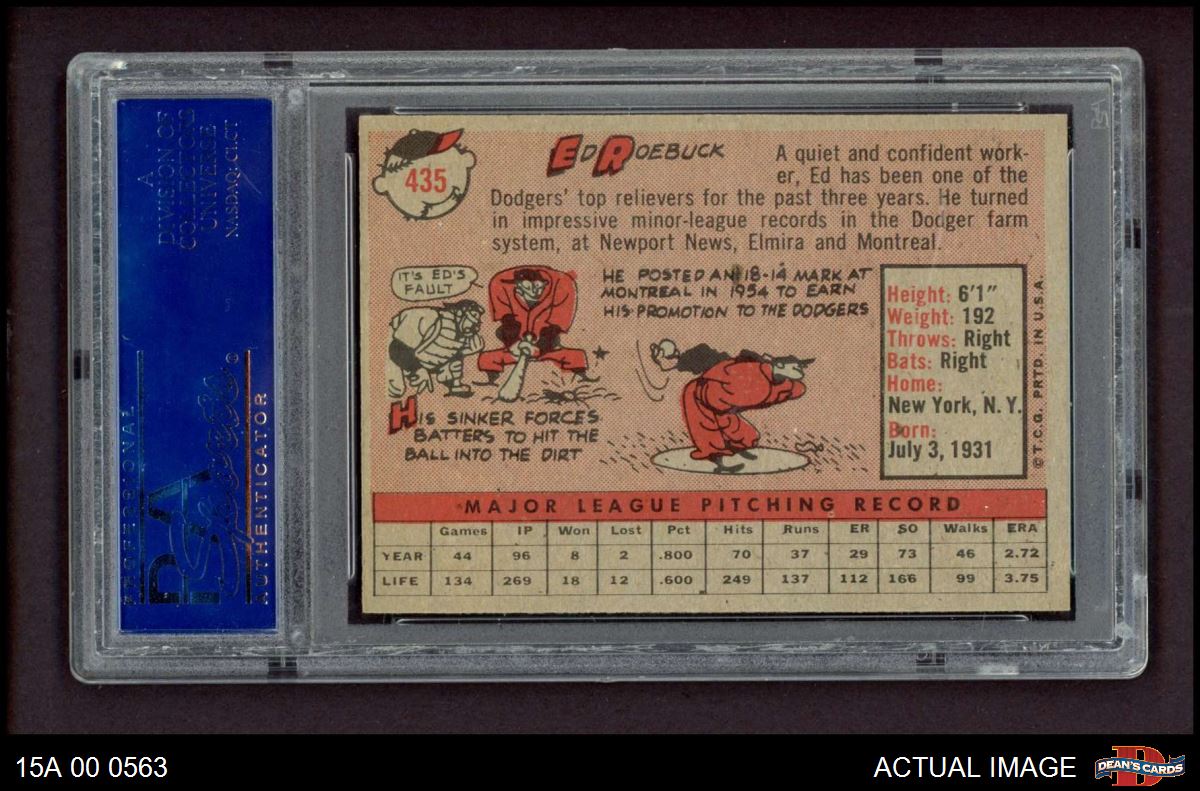 A
DIVISION OF
COLLECTORS
UNIVERSE
NASDAQ: CLCT
PROFESSIONAL
PSA
Sports
AUTHENTICATOR
435
ED ROEBUCK
A quiet and confident work-
er, Ed has been one of the
Dodgers' top relievers for the past three years. He turned
in impressive minor-league records in the Dodger farm
system, at Newport News, Elmira and Montreal.
IT'S ED'S
FAULT
HE POSTED AN 18-14 MARK AT
MONTREAL IN 1954 TO EARN
HIS PROMOTION TO THE DODGERS
HIS SINKER FORCES
BATTERS TO HIT THE
BALL INTO THE DIRT
Height: 6'1"
Weight: 192
Throws: Right
Bats: Right
Home:
New York, N. Y.
Born:
July 3, 1931
© T.C.G. PRTD. IN U.S.A.
MAJOR LEAGUE PITCHING RECORD
Games IP Won Lost Pct Hits Runs ER SO Walks ERA
YEAR 44 96 8 2 .800 70 37 29 73 46 2.72
LIFE 134 269 18 12 .600 249 137 112 166 99 3.75
15A 00 0563
ACTUAL IMAGE
DEAN'S CARDS